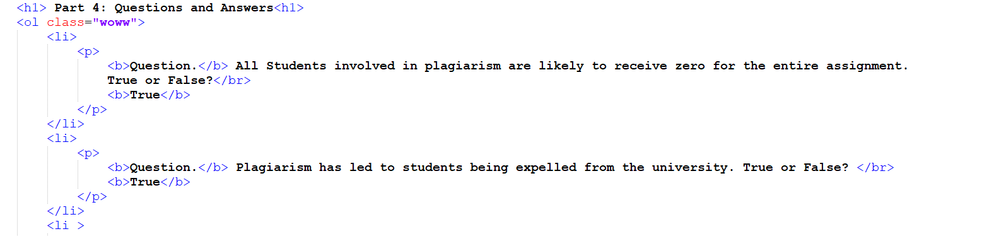 <h1> Part 4: Questions and Answers<h1>
<ol class="woww">
<li>
<p>
<b>Question.</b> All Students involved in plagiarism are likely to receive zero for the entire assignment.
True or False?</br>
<b>True</b>
</p>
</li>
<li>
<p>
<b>Question.</b> Plagiarism has led to students being expelled from the university. True or False? </br>
<b>True</b>
</p>
</li>
<li >